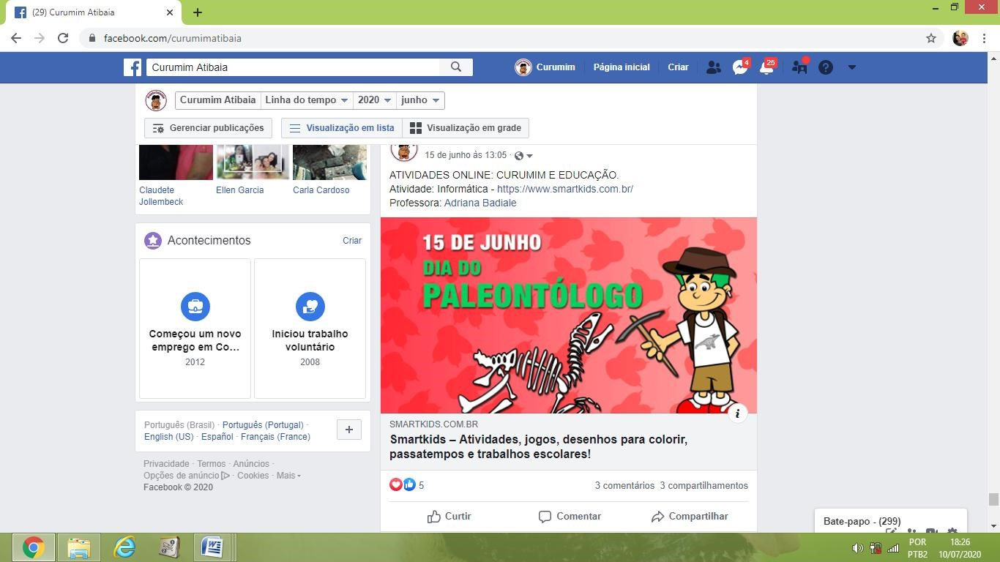 (29) Curumim Atibaia
facebook.com/curumimatibaia
Curumim Atibaia
Curumim
Página inicial
Criar
4
25
Curumim Atibaia
Linha do tempo
2020
junho
Gerenciar publicações
Visualização em lista
Visualização em grade
Claudete
Jollembeck
Ellen Garcia
Carla Cardoso
Acontecimentos
Criar
Começou um novo
emprego em Co...
2012
Iniciou trabalho
voluntário
2008
Português (Brasil) · Português (Portugal) ·
English (US) · Español · Français (France)
Privacidade · Termos · Anúncios ·
Opções de anúncio · Cookies · Mais
Facebook © 2020
15 de junho às 13:05 ·
ATIVIDADES ONLINE: CURUMIM E EDUCAÇÃO.
Atividade: Informática - https://www.smartkids.com.br/
Professora: Adriana Badiale
15 DE JUNHO
DIA DO
PALEONTÓLOGO
SMARTKIDS.COM.BR
Smartkids – Atividades, jogos, desenhos para colorir,
passatempos e trabalhos escolares!
5
3 comentários 3 compartilhamentos
Curtir
Comentar
Compartilhar
Bate-papo - (299)
POR
PTB2
18:26
10/07/2020